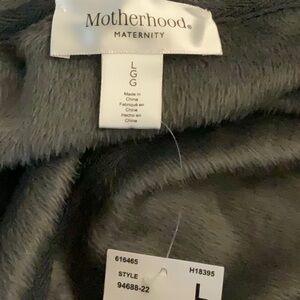 Motherhood®
MATERNITY
L
G
G
Made in
China
Fabriqué en
Chine
Hecho en
China
616465
H18395
STYLE
94688-22
L